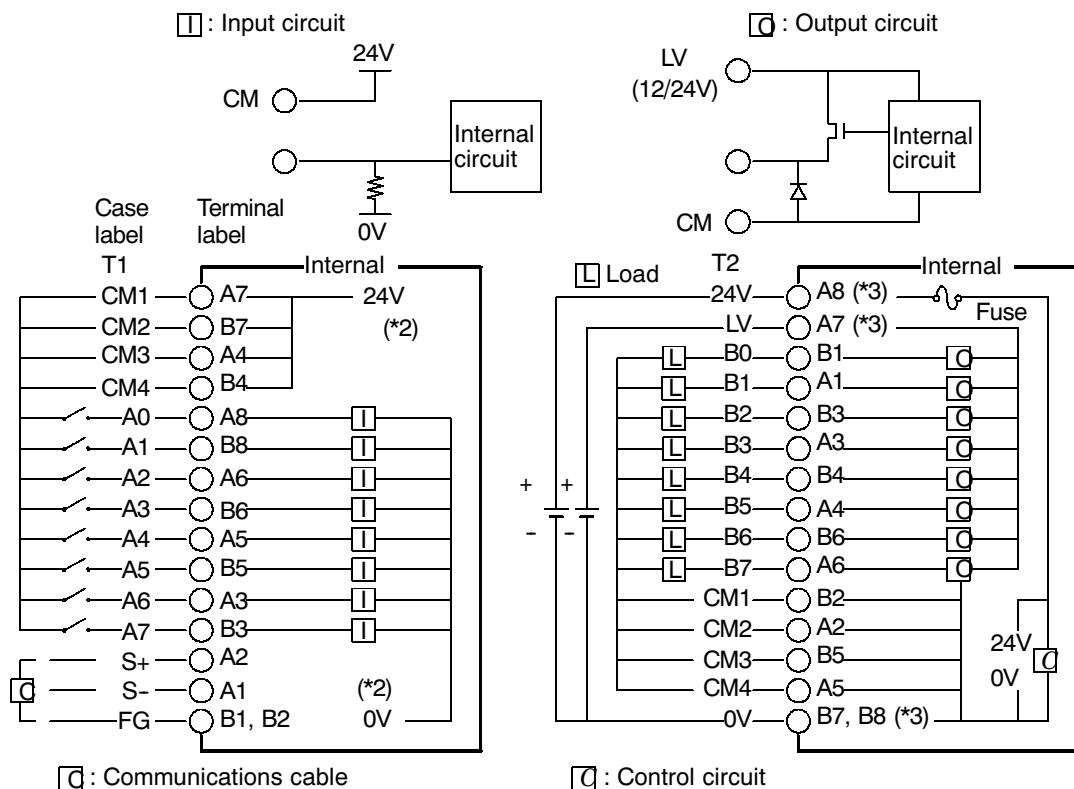 I : Input circuit
24V
CM
Internal circuit
0V
O : Output circuit
LV
(12/24V)
Internal circuit
CM
Case label
Terminal label
T1
Internal
CM1 A7 24V
CM2 B7 (*2)
CM3 A4
CM4 B4
A0 A8 I
A1 B8 I
A2 A6 I
A3 B6 I
A4 A5 I
A5 B5 I
A6 A3 I
A7 B3 I
S+ A2
C S- A1 (*2)
FG B1, B2 0V
C : Communications cable
L Load
T2
Internal
24V A8 (*3) Fuse
LV A7 (*3)
L B0 B1 O
L B1 A1 O
L B2 B3 O
L B3 A3 O
+ + L B4 B4 O
L B5 A4 O
- - L B6 B6 O
L B7 A6 O
CM1 B2
CM2 A2 24V
CM3 B5 0V C
CM4 A5
0V B7, B8 (*3)
C : Control circuit